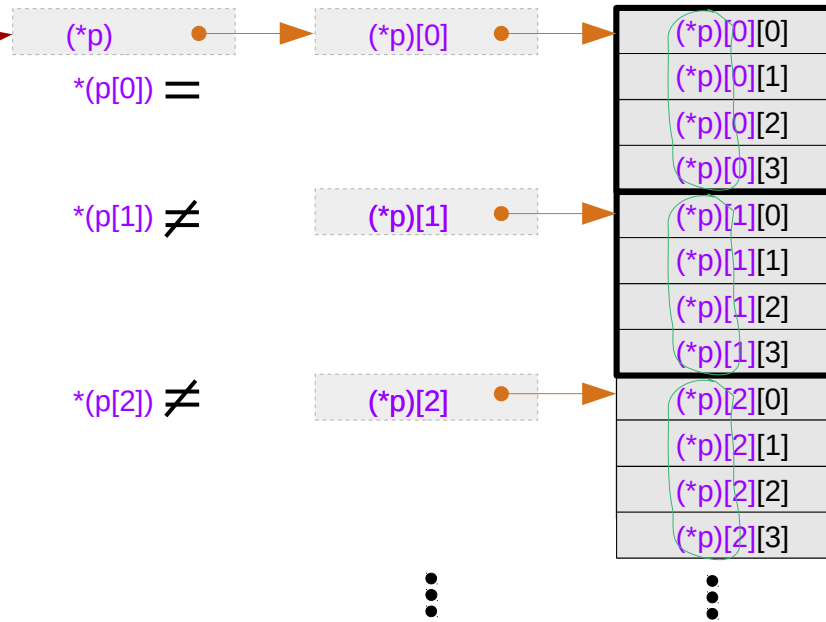 (*p) (*p)[0] (*p)[0][0]
*(p[0]) = (*p)[0][1]
(*p)[0][2]
(*p)[0][3]
*(p[1]) ≠ (*p)[1] (*p)[1][0]
(*p)[1][1]
(*p)[1][2]
(*p)[1][3]
*(p[2]) ≠ (*p)[2] (*p)[2][0]
(*p)[2][1]
(*p)[2][2]
(*p)[2][3]